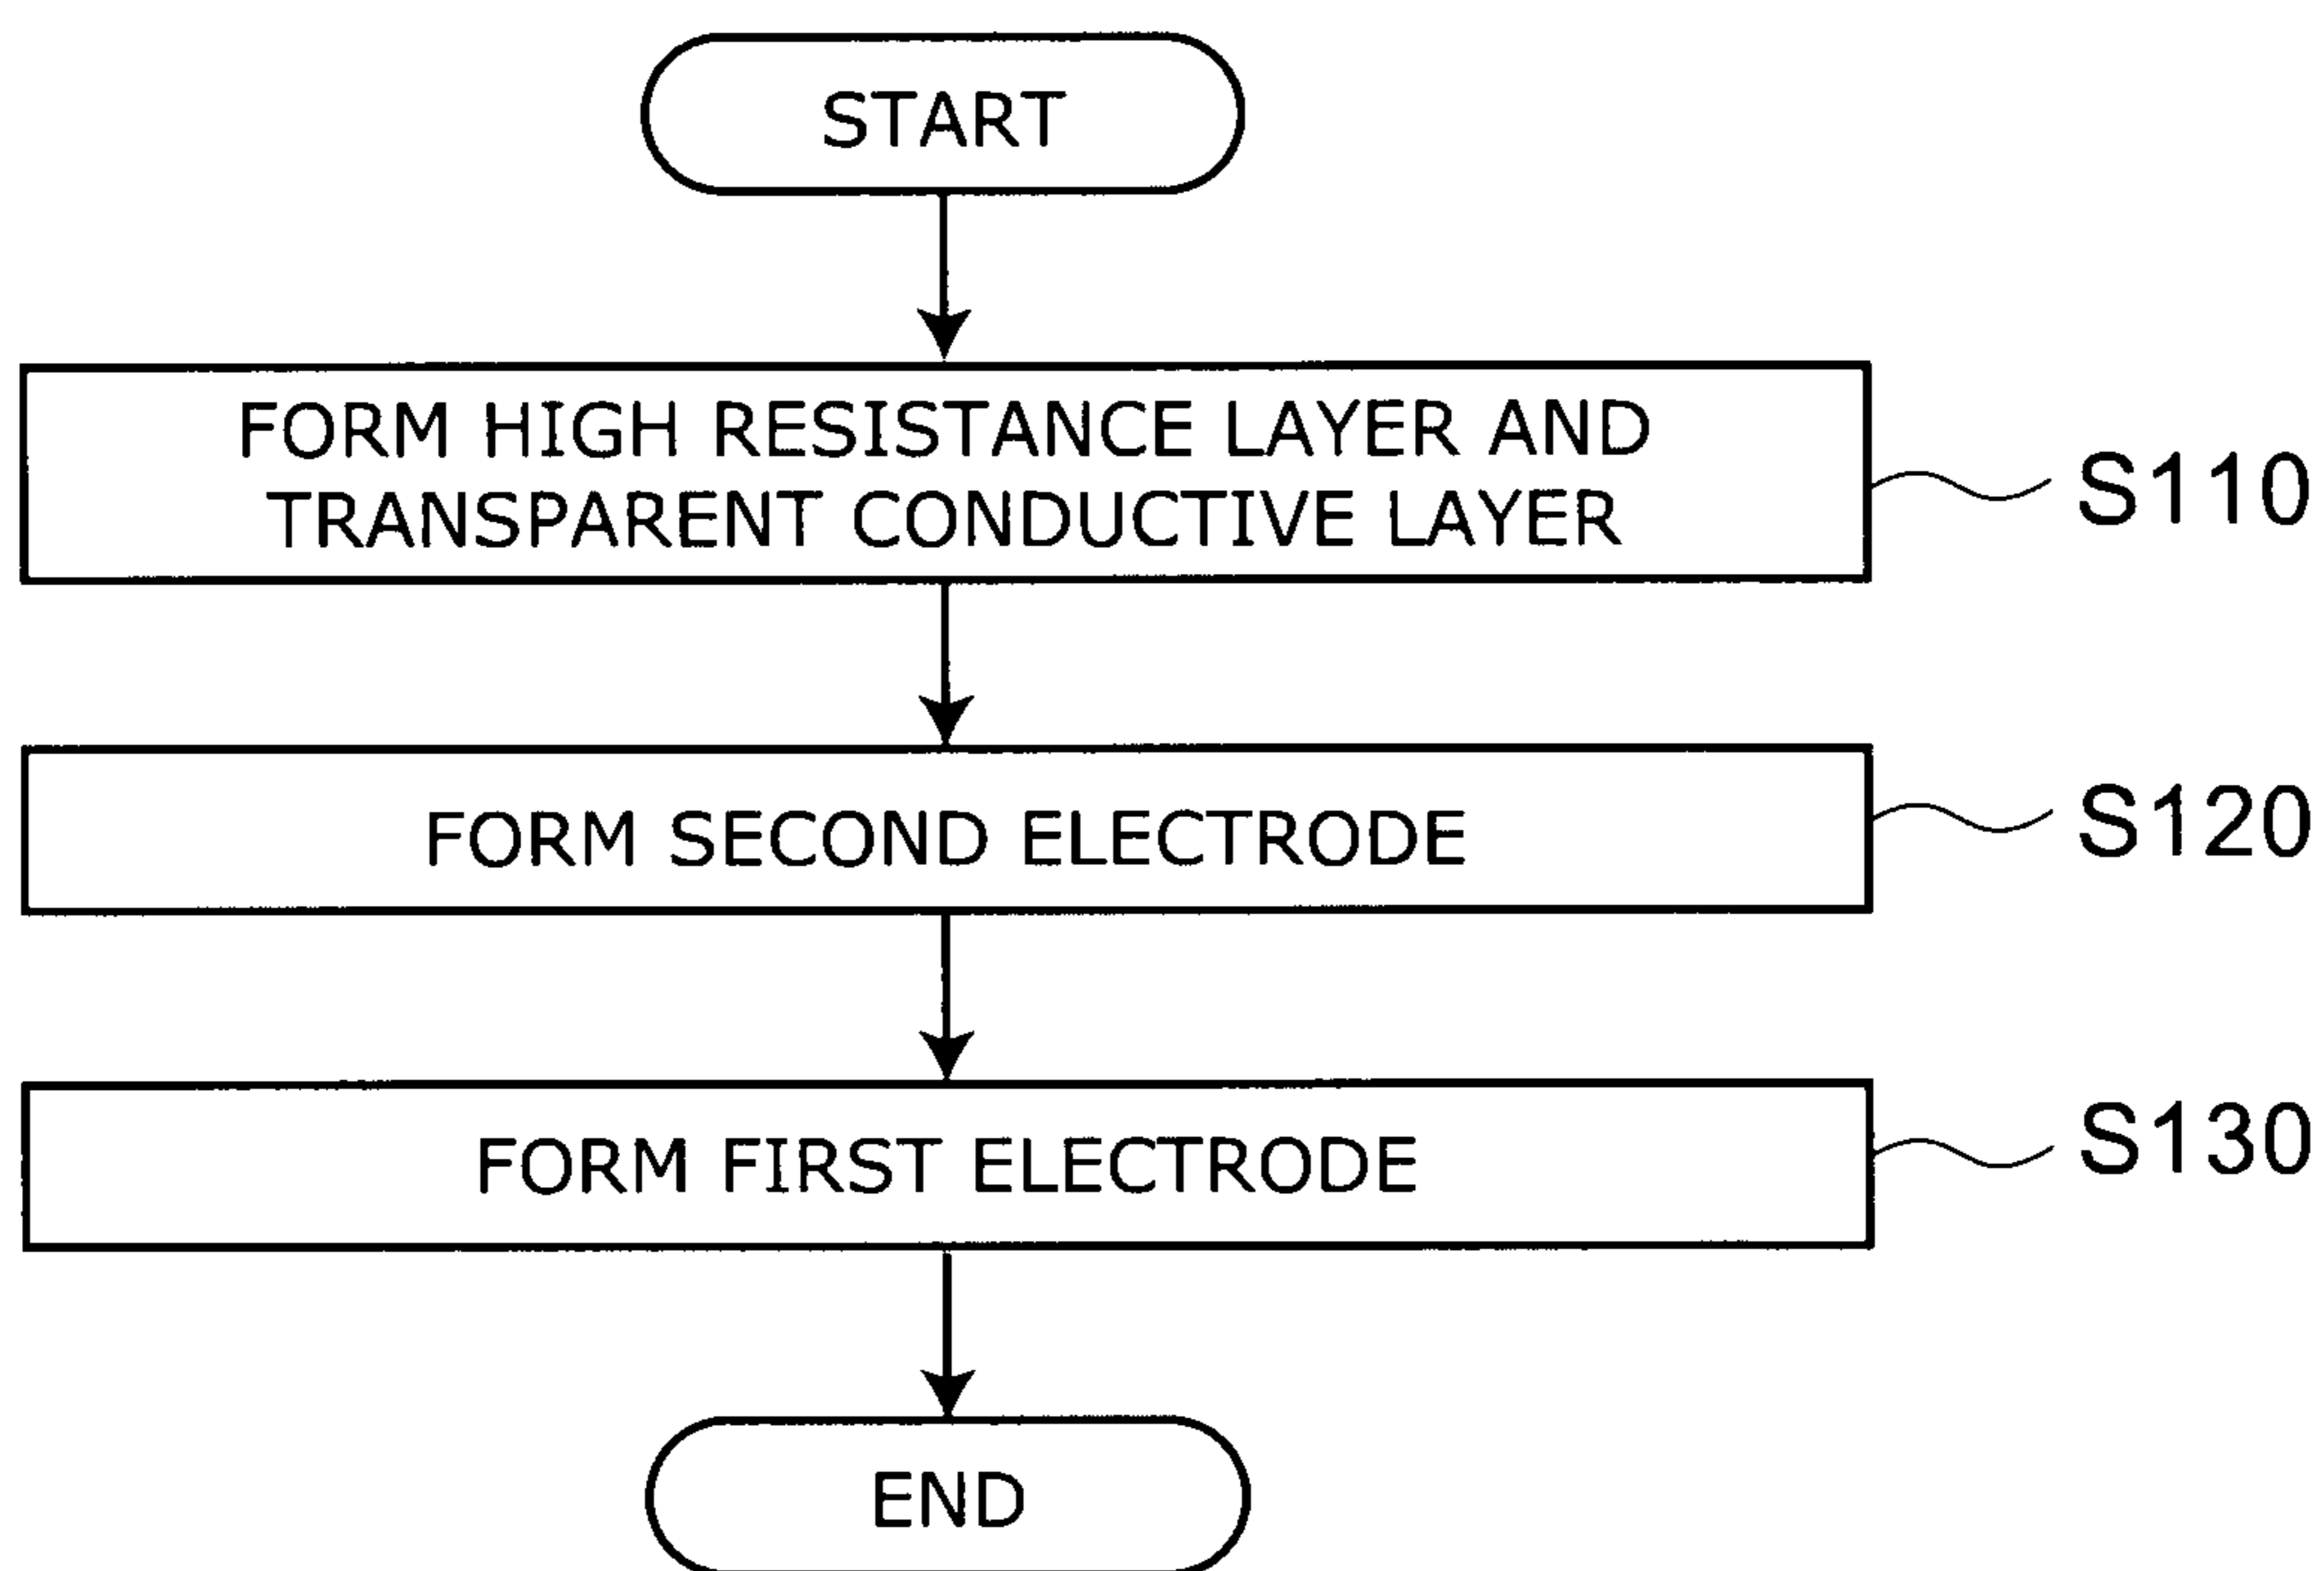 START
FORM HIGH RESISTANCE LAYER AND
TRANSPARENT CONDUCTIVE LAYER
S110
FORM SECOND ELECTRODE
S120
FORM FIRST ELECTRODE
S130
END